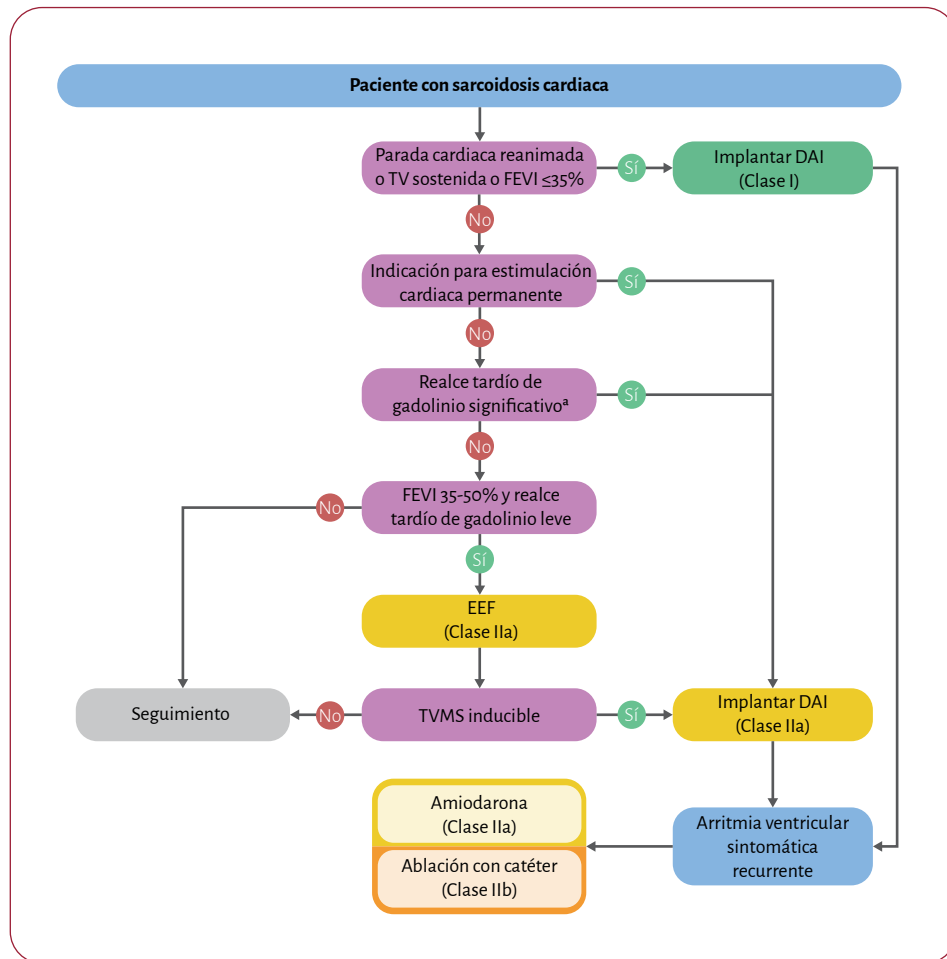 Paciente con sarcoidosis cardiaca
Parada cardiaca reanimada
o TV sostenida o FEVI ≤35%
Sí
Implantar DAI
(Clase I)
No
Indicación para estimulación
cardiaca permanente
Sí
No
Realce tardío de
gadolinio significativoª
Sí
No
FEVI 35-50% y realce
tardío de gadolinio leve
No
Sí
EEF
(Clase IIa)
Seguimiento
No
TVMS inducible
Sí
Implantar DAI
(Clase IIa)
Amiodarona
(Clase IIa)
Ablación con catéter
(Clase IIb)
Arritmia ventricular
sintomática
recurrente